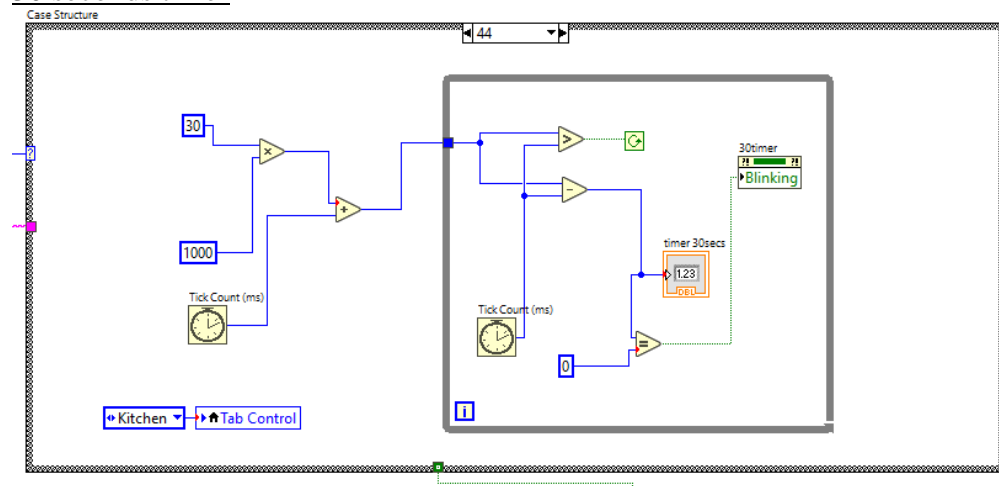 Case Structure
44
30
1000
Tick Count (ms)
Kitchen
Tab Control
Tick Count (ms)
0
i
timer 30secs
1.23
DBL
30timer
Blinking